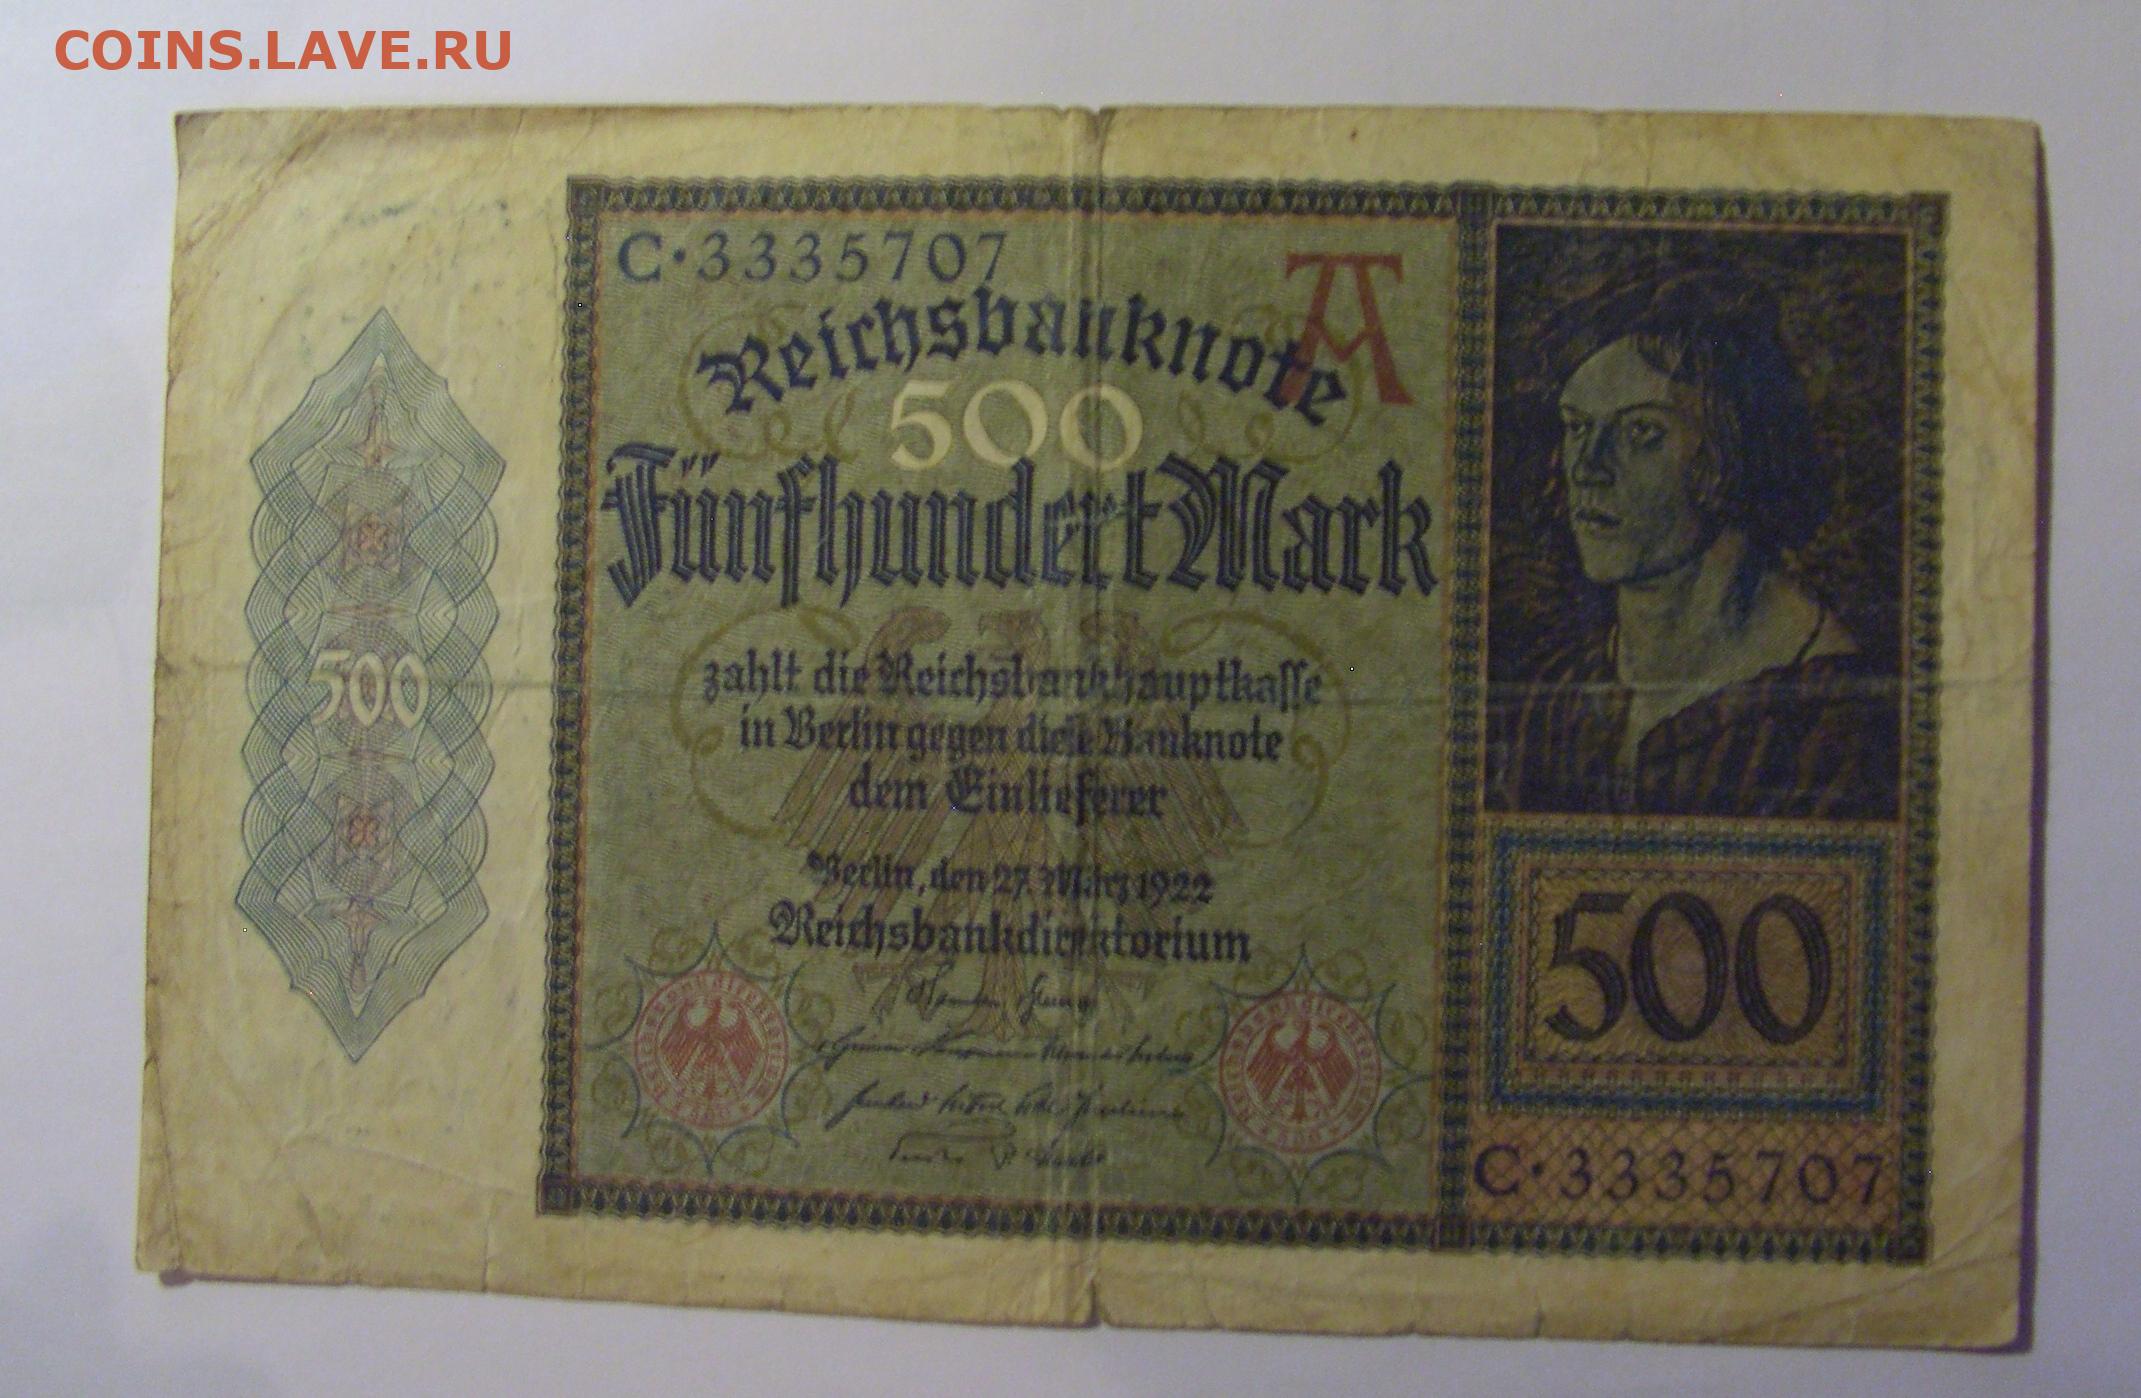 COINS.LAVE.RU
C·3335707
A
Reichsbanknote
500
Fünfhundert Mark
500
zahlt die Reichsbankhauptkasse
in Berlin gegen diese Banknote
dem Einlieferer
Berlin, den 27. März 1922
Reichsbankdirektorium
500
C·3335707